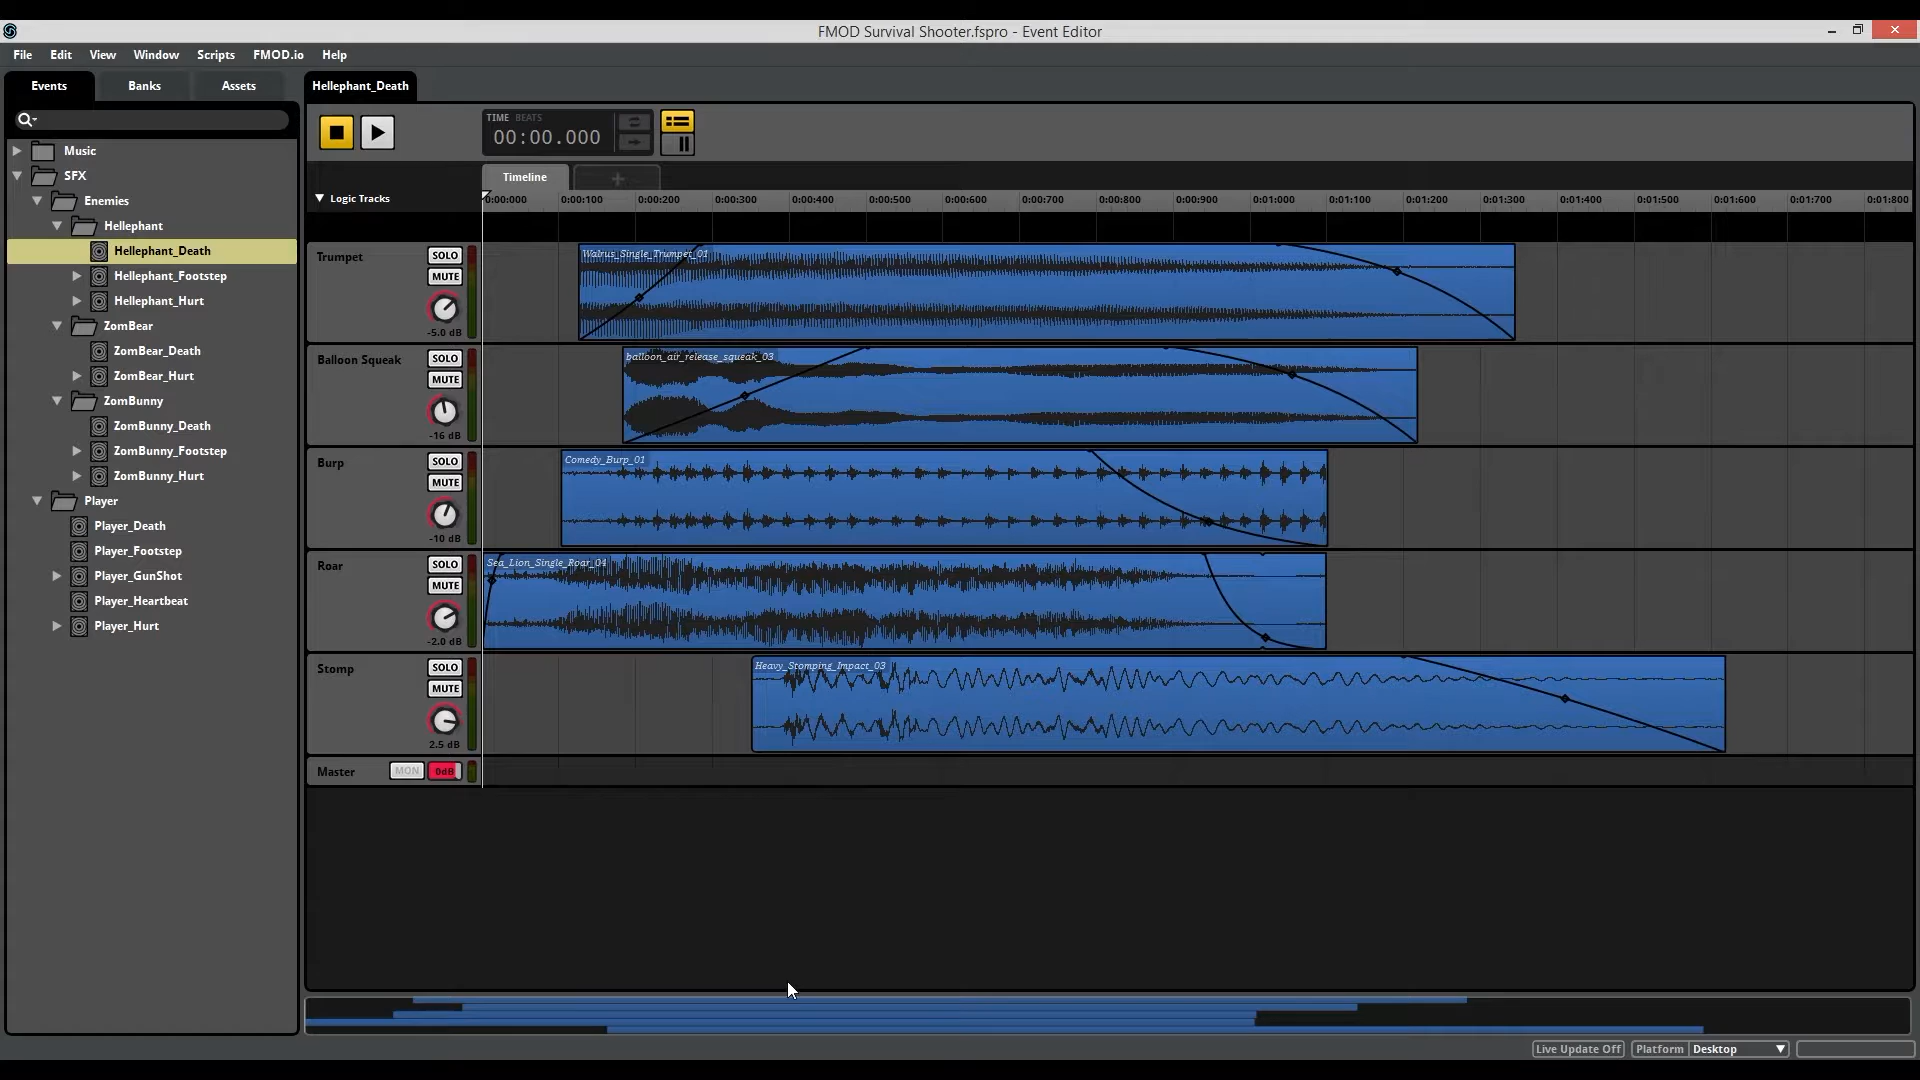 FMOD Survival Shooter.fspro - Event Editor
File Edit View Window Scripts FMOD.io Help
Events Banks Assets Hellephant_Death
TIME BEATS
00:00.000
Timeline +
Logic Tracks
0:00:000 0:00:100 0:00:200 0:00:300 0:00:400 0:00:500 0:00:600 0:00:700 0:00:800 0:00:900 0:01:000 0:01:100 0:01:200 0:01:300 0:01:400 0:01:500 0:01:600 0:01:700 0:01:800
Music
SFX
Enemies
Hellephant
Hellephant_Death
Hellephant_Footstep
Hellephant_Hurt
ZomBear
ZomBear_Death
ZomBear_Hurt
ZomBunny
ZomBunny_Death
ZomBunny_Footstep
ZomBunny_Hurt
Player
Player_Death
Player_Footstep
Player_GunShot
Player_Heartbeat
Player_Hurt
Trumpet SOLO Walrus_Single_Trumpet_01
MUTE
-5.0 dB
Balloon Squeak SOLO balloon_air_release_squeak_03
MUTE
-16 dB
Burp SOLO Comedy_Burp_01
MUTE
-10 dB
Roar SOLO Sea_Lion_Single_Roar_04
MUTE
-2.0 dB
Stomp SOLO Heavy_Stomping_Impact_03
MUTE
2.5 dB
Master MON 0dB
Live Update Off Platform Desktop